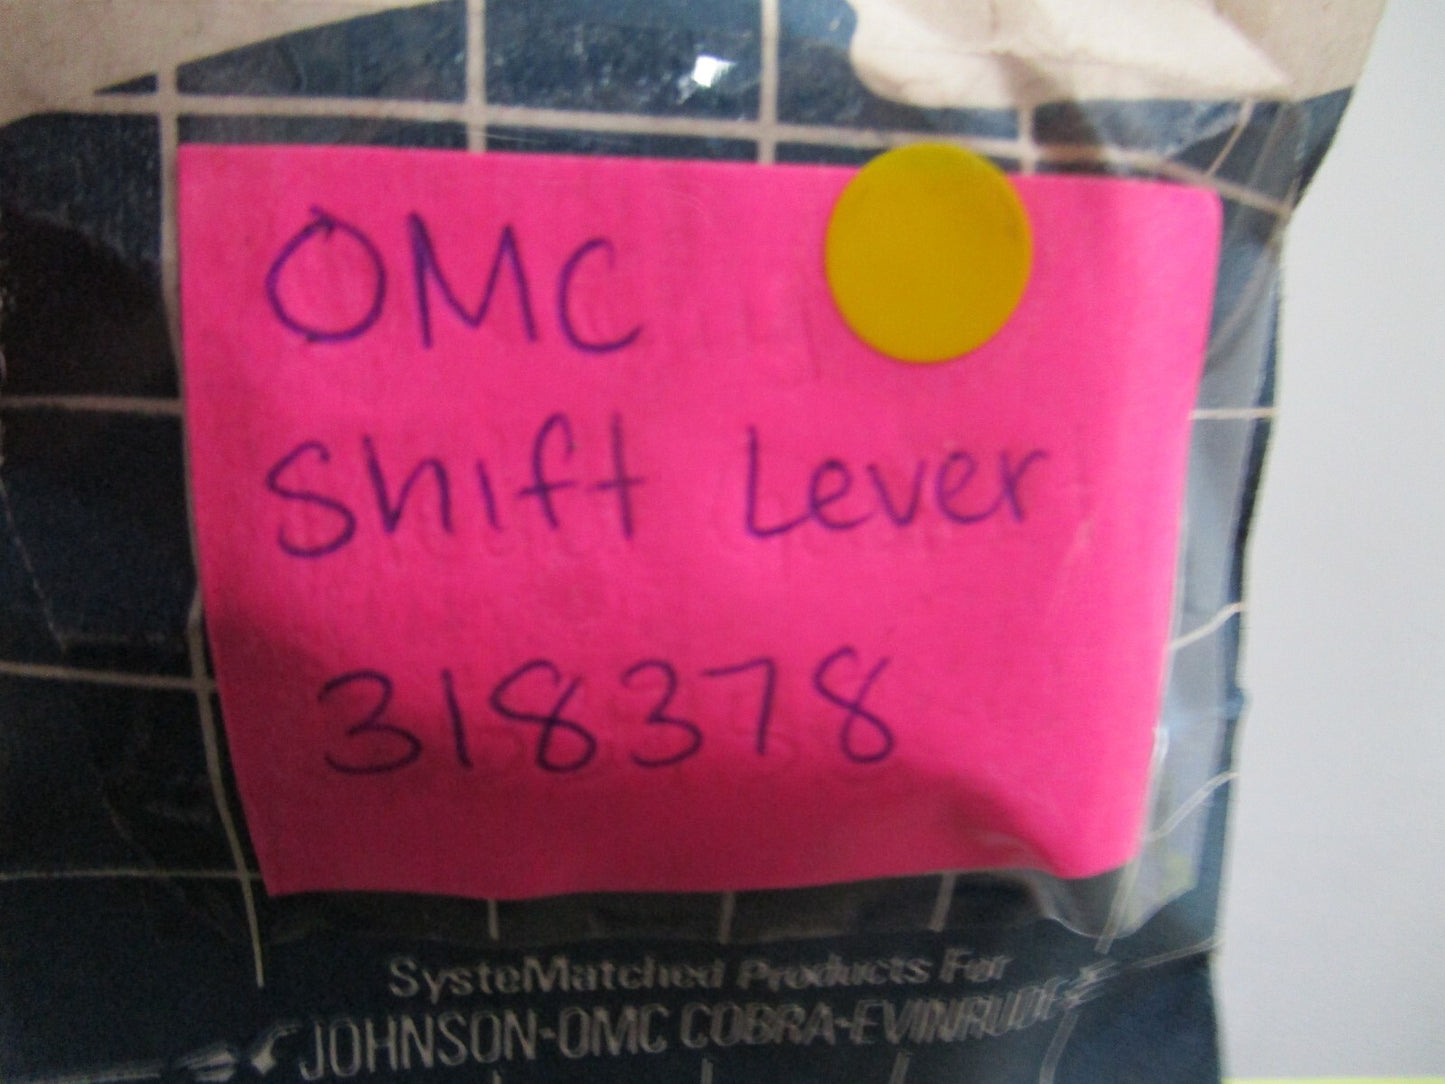 OMC
Shift Lever
318378
SysteMatched Products For
JOHNSON•OMC COBRA•EVINRUDE